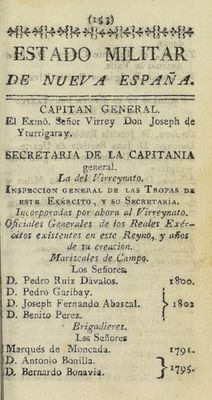 (153)
ESTADO MILITAR
DE NUEVA ESPAÑA.
CAPITAN GENERAL.
El Exmô. Señor Virrey Don Joseph de
Yturrigaray.
SECRETARIA DE LA CAPITANIA
general.
La del Virreynato.
INSPECCION GENERAL DE LAS TROPAS DE
ESTE EXÉRCITO, Y SU SECRETARÍA.
Incorporadas por ahora al Virreynato.
Oficiales Generales de los Reales Exér-
citos existentes en este Reyno, y años
de su creacion.
Mariscales de Campo.
Los Señores.
D. Pedro Ruiz Dávalos. 1800.
D. Pedro Garibay.
D. Joseph Fernando Abascal. 1802
D. Benito Perez.
Brigadieres.
Los Señores
Marqués de Moncada. 1791.
D. Antonio Bonilla.
D. Bernardo Bonavia. 1795.